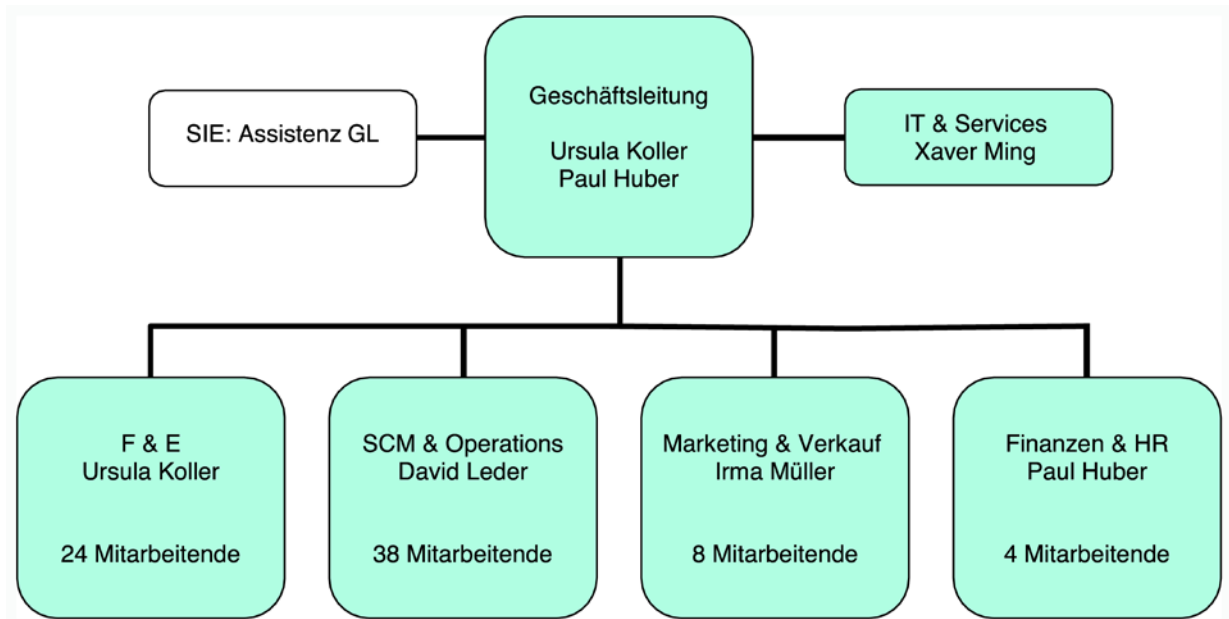 Geschäftsleitung
Ursula Koller
Paul Huber
SIE: Assistenz GL
IT & Services
Xaver Ming
F & E
Ursula Koller
24 Mitarbeitende
SCM & Operations
David Leder
38 Mitarbeitende
Marketing & Verkauf
Irma Müller
8 Mitarbeitende
Finanzen & HR
Paul Huber
4 Mitarbeitende